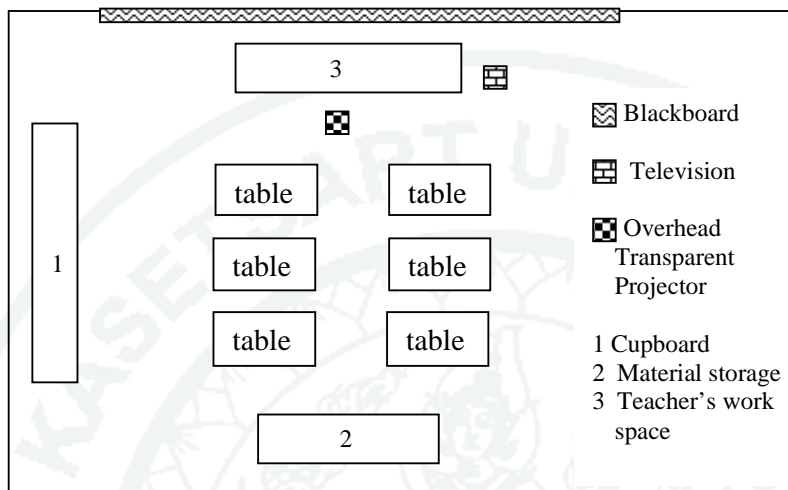 3
Blackboard
table table
Television
Overhead
Transparent
Projector
1
table table
table table
1 Cupboard
2 Material storage
3 Teacher's work
space
2
KASETSART U